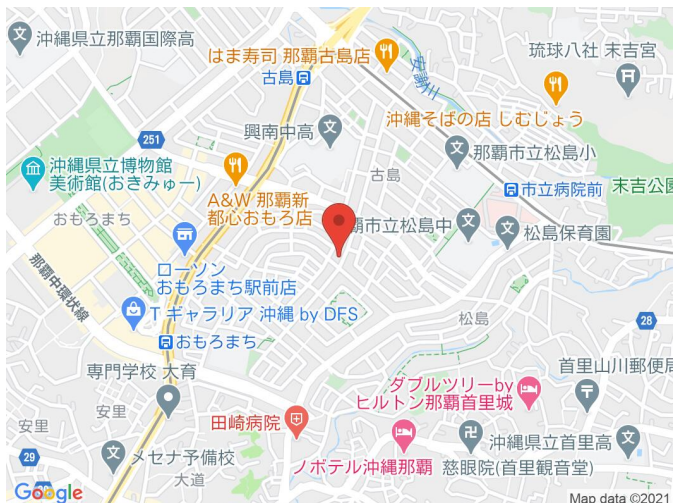 沖縄県立那覇国際高
はま寿司 那覇古島店
古島
安謝川
琉球八社 末吉宮
251
興南中高
沖縄そばの店 しむじょう
沖縄県立博物館
美術館(おきみゅー)
那覇市立松島小
古島
市立病院前
末吉公園
A&W 那覇新
都心おもろ店
おもろまち
覇市立松島中
松島保育園
ローソン
おもろまち駅前店
那覇中環状線
T ギャラリア 沖縄 by DFS
松島
28
おもろまち
首里山川郵便局
専門学校 大育
ダブルツリーby
ヒルトン那覇首里城
安里
田崎病院
安里
沖縄県立首里高
29
メセナ予備校
大道
ノボテル沖縄那覇
慈眼院(首里観音堂)
Google
Map data ©2021